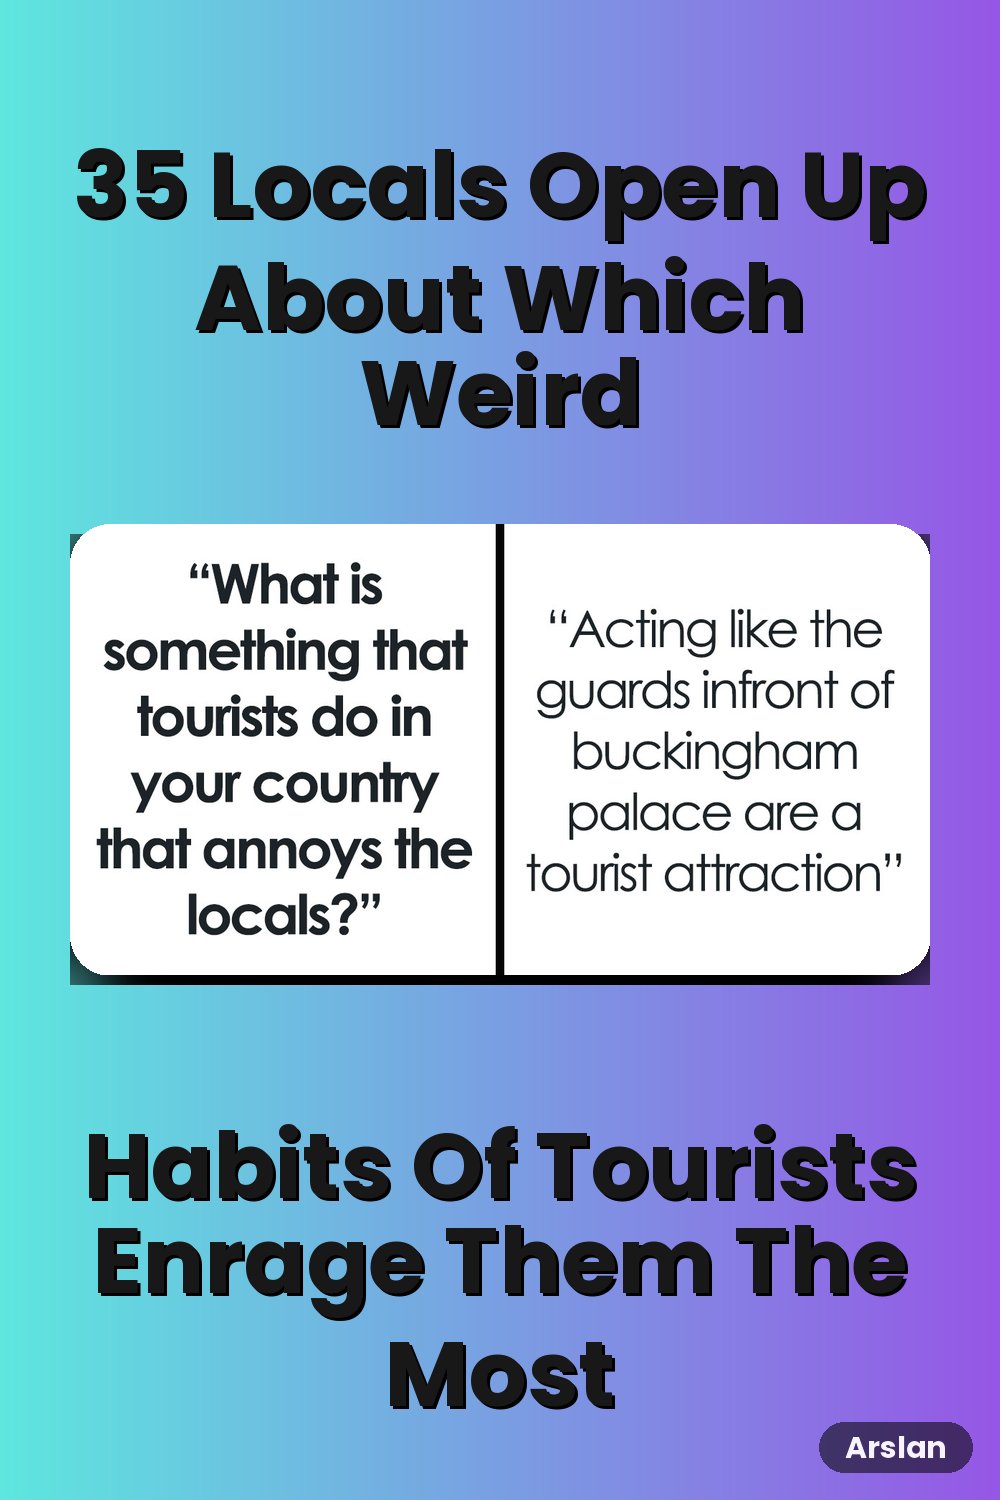 35 Locals Open Up
About Which
Weird
“What is
something that
tourists do in
your country
that annoys the
locals?”
“Acting like the
guards infront of
buckingham
palace are a
tourist attraction”
Habits Of Tourists
Enrage Them The
Most
Arslan